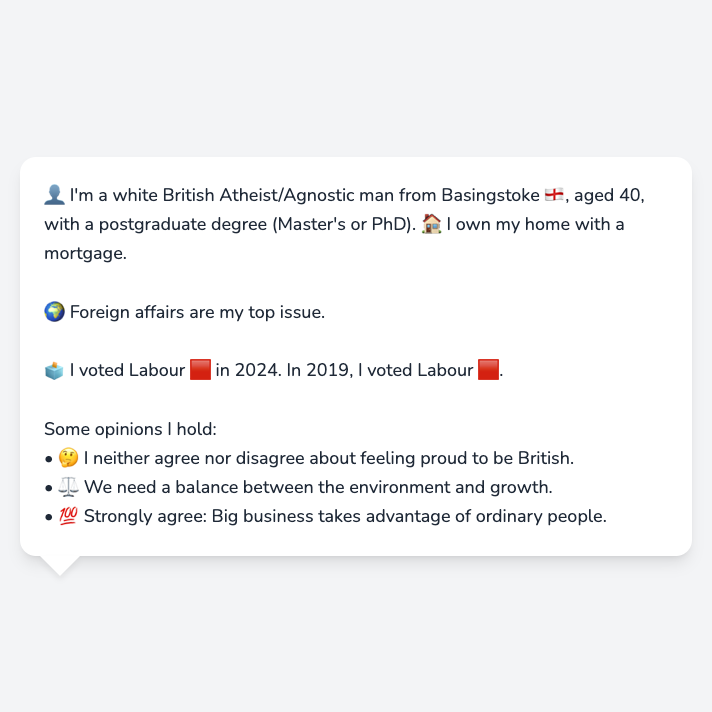 👤 I'm a white British Atheist/Agnostic man from Basingstoke 🏴󠁧󠁢󠁥󠁮󠁧󠁿, aged 40,
with a postgraduate degree (Master's or PhD). 🏠 I own my home with a
mortgage.
🌍 Foreign affairs are my top issue.
🗳️ I voted Labour 🟥 in 2024. In 2019, I voted Labour 🟥.
Some opinions I hold:
• 🤔 I neither agree nor disagree about feeling proud to be British.
• ⚖️ We need a balance between the environment and growth.
• 💯 Strongly agree: Big business takes advantage of ordinary people.